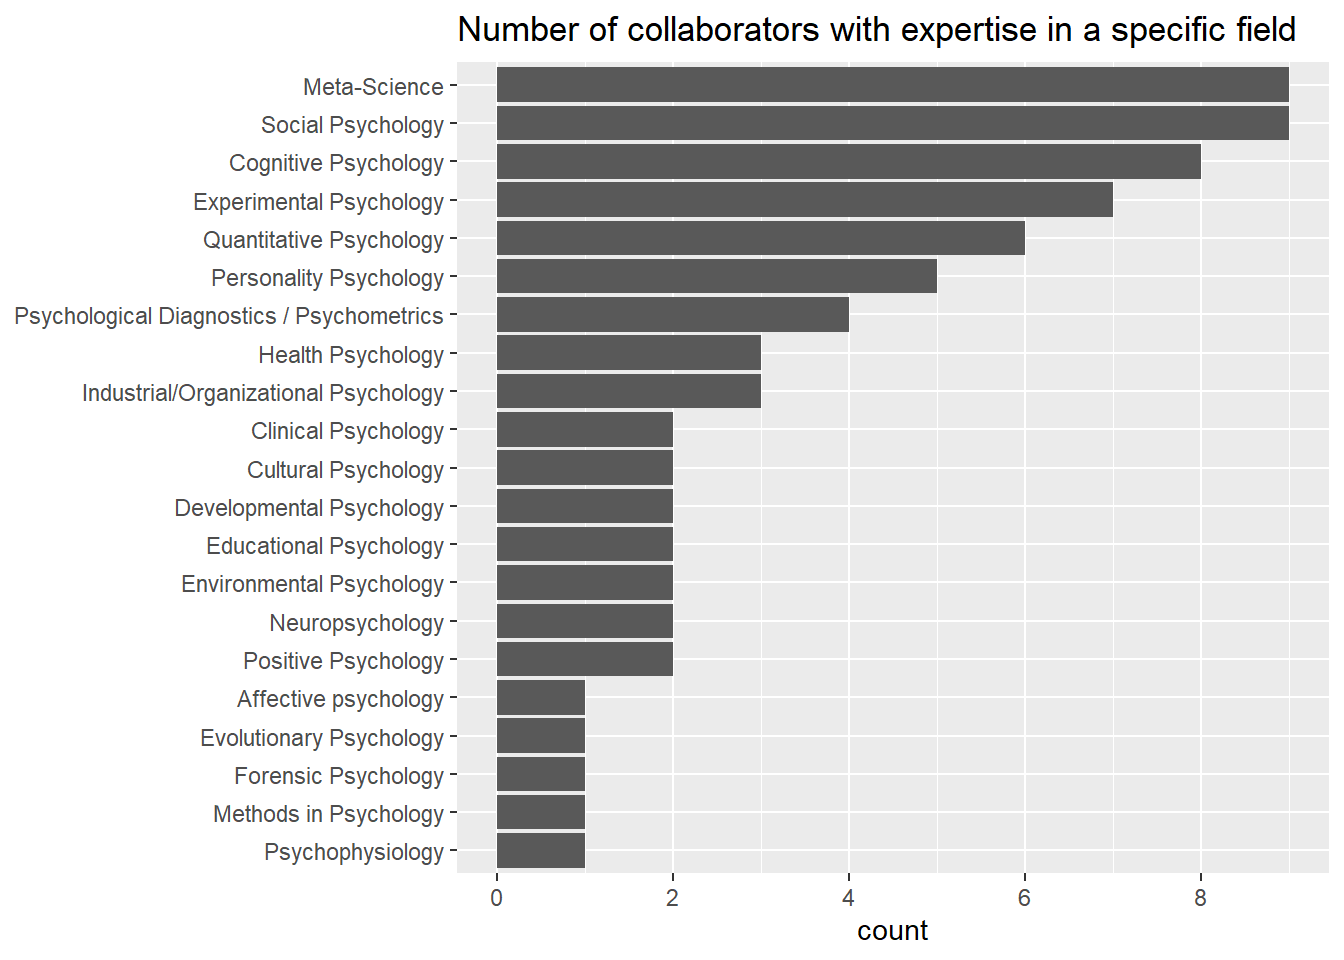 Number of collaborators with expertise in a specific field
Meta-Science
Social Psychology
Cognitive Psychology
Experimental Psychology
Quantitative Psychology
Personality Psychology
Psychological Diagnostics / Psychometrics
Health Psychology
Industrial/Organizational Psychology
Clinical Psychology
Cultural Psychology
Developmental Psychology
Educational Psychology
Environmental Psychology
Neuropsychology
Positive Psychology
Affective psychology
Evolutionary Psychology
Forensic Psychology
Methods in Psychology
Psychophysiology
0 2 4 6 8
count